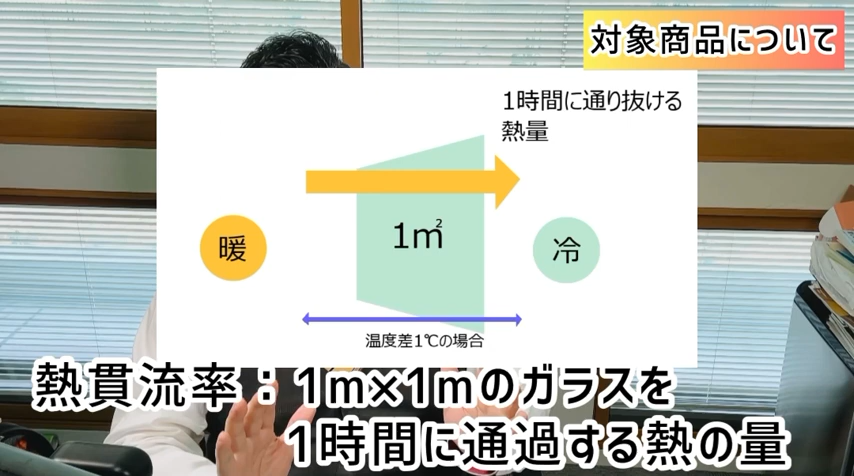 対象商品について
1時間に通り抜ける
熱量
暖
1㎡
冷
温度差1℃の場合
熱貫流率：1m×1mのガラスを
1時間に通過する熱の量